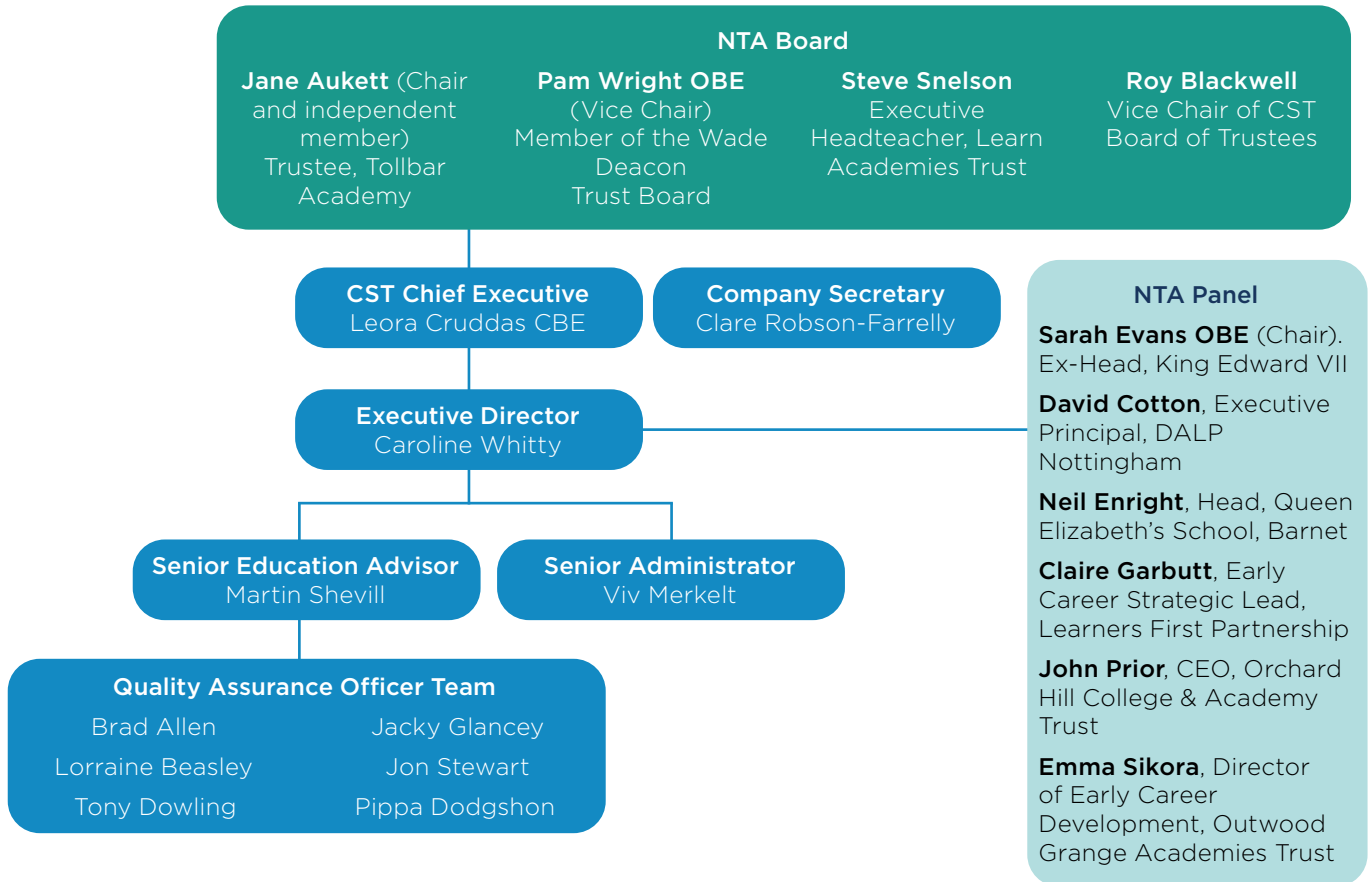 NTA Board
Jane Aukett (Chair
and independent
member)
Trustee, Tollbar
Academy
Pam Wright OBE
(Vice Chair)
Member of the Wade
Deacon
Trust Board
Steve Snelson
Executive
Headteacher, Learn
Academies Trust
Roy Blackwell
Vice Chair of CST
Board of Trustees
CST Chief Executive
Leora Cruddas CBE
Company Secretary
Clare Robson-Farrelly
Executive Director
Caroline Whitty
Senior Education Advisor
Martin Shevill
Senior Administrator
Viv Merkelt
Quality Assurance Officer Team
Brad Allen
Jacky Glancey
Lorraine Beasley
Jon Stewart
Tony Dowling
Pippa Dodgshon
NTA Panel
Sarah Evans OBE (Chair).
Ex-Head, King Edward VII
David Cotton, Executive
Principal, DALP
Nottingham
Neil Enright, Head, Queen
Elizabeth’s School, Barnet
Claire Garbutt, Early
Career Strategic Lead,
Learners First Partnership
John Prior, CEO, Orchard
Hill College & Academy
Trust
Emma Sikora, Director
of Early Career
Development, Outwood
Grange Academies Trust